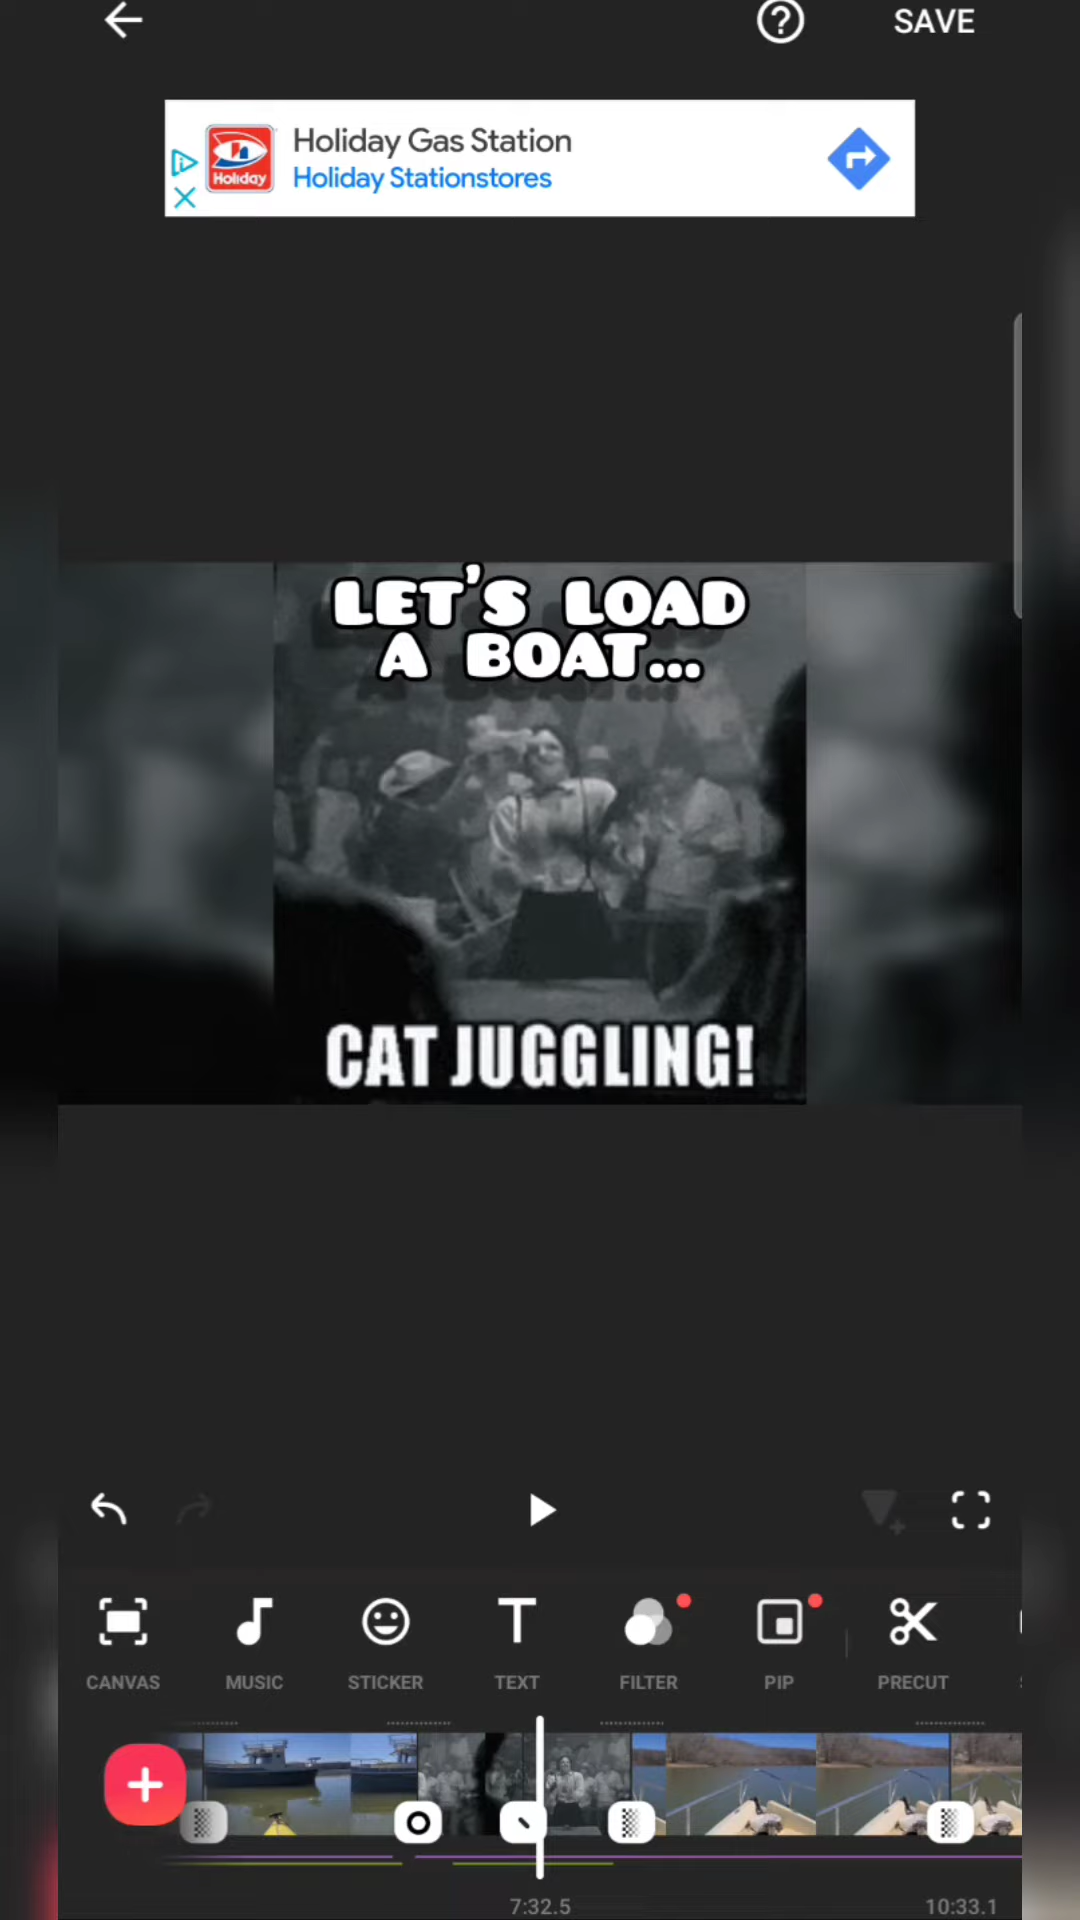 SAVE
Holiday Gas Station
Holiday
Holiday Stationstores
LET'S LOAD
A BOAT...
CAT JUGGLING!
CANVAS
MUSIC
STICKER
TEXT
FILTER
PIP
PRECUT
7:32.5
10:33.1